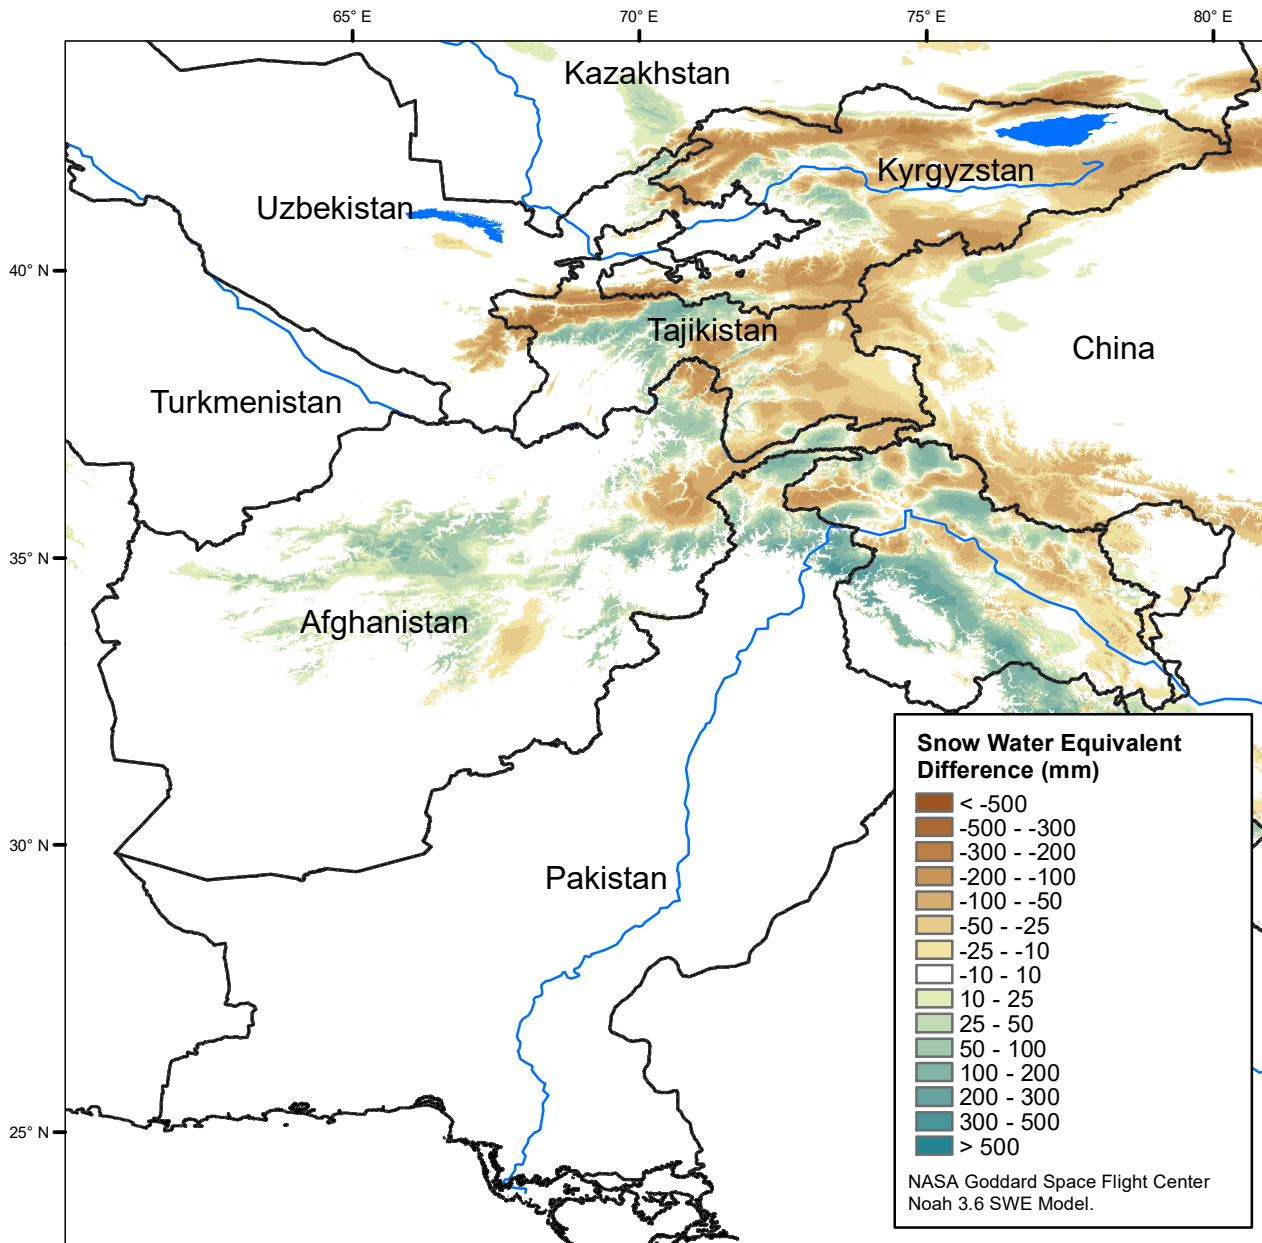 65° E
70° E
75° E
80° E
Kazakhstan
Kyrgyzstan
Uzbekistan
40° N
Tajikistan
China
Turkmenistan
35° N
Afghanistan
Snow Water Equivalent
Difference (mm)
< -500
-500 - -300
-300 - -200
-200 - -100
-100 - -50
-50 - -25
-25 - -10
-10 - 10
10 - 25
25 - 50
50 - 100
100 - 200
200 - 300
300 - 500
> 500
30° N
Pakistan
25° N
NASA Goddard Space Flight Center
Noah 3.6 SWE Model.